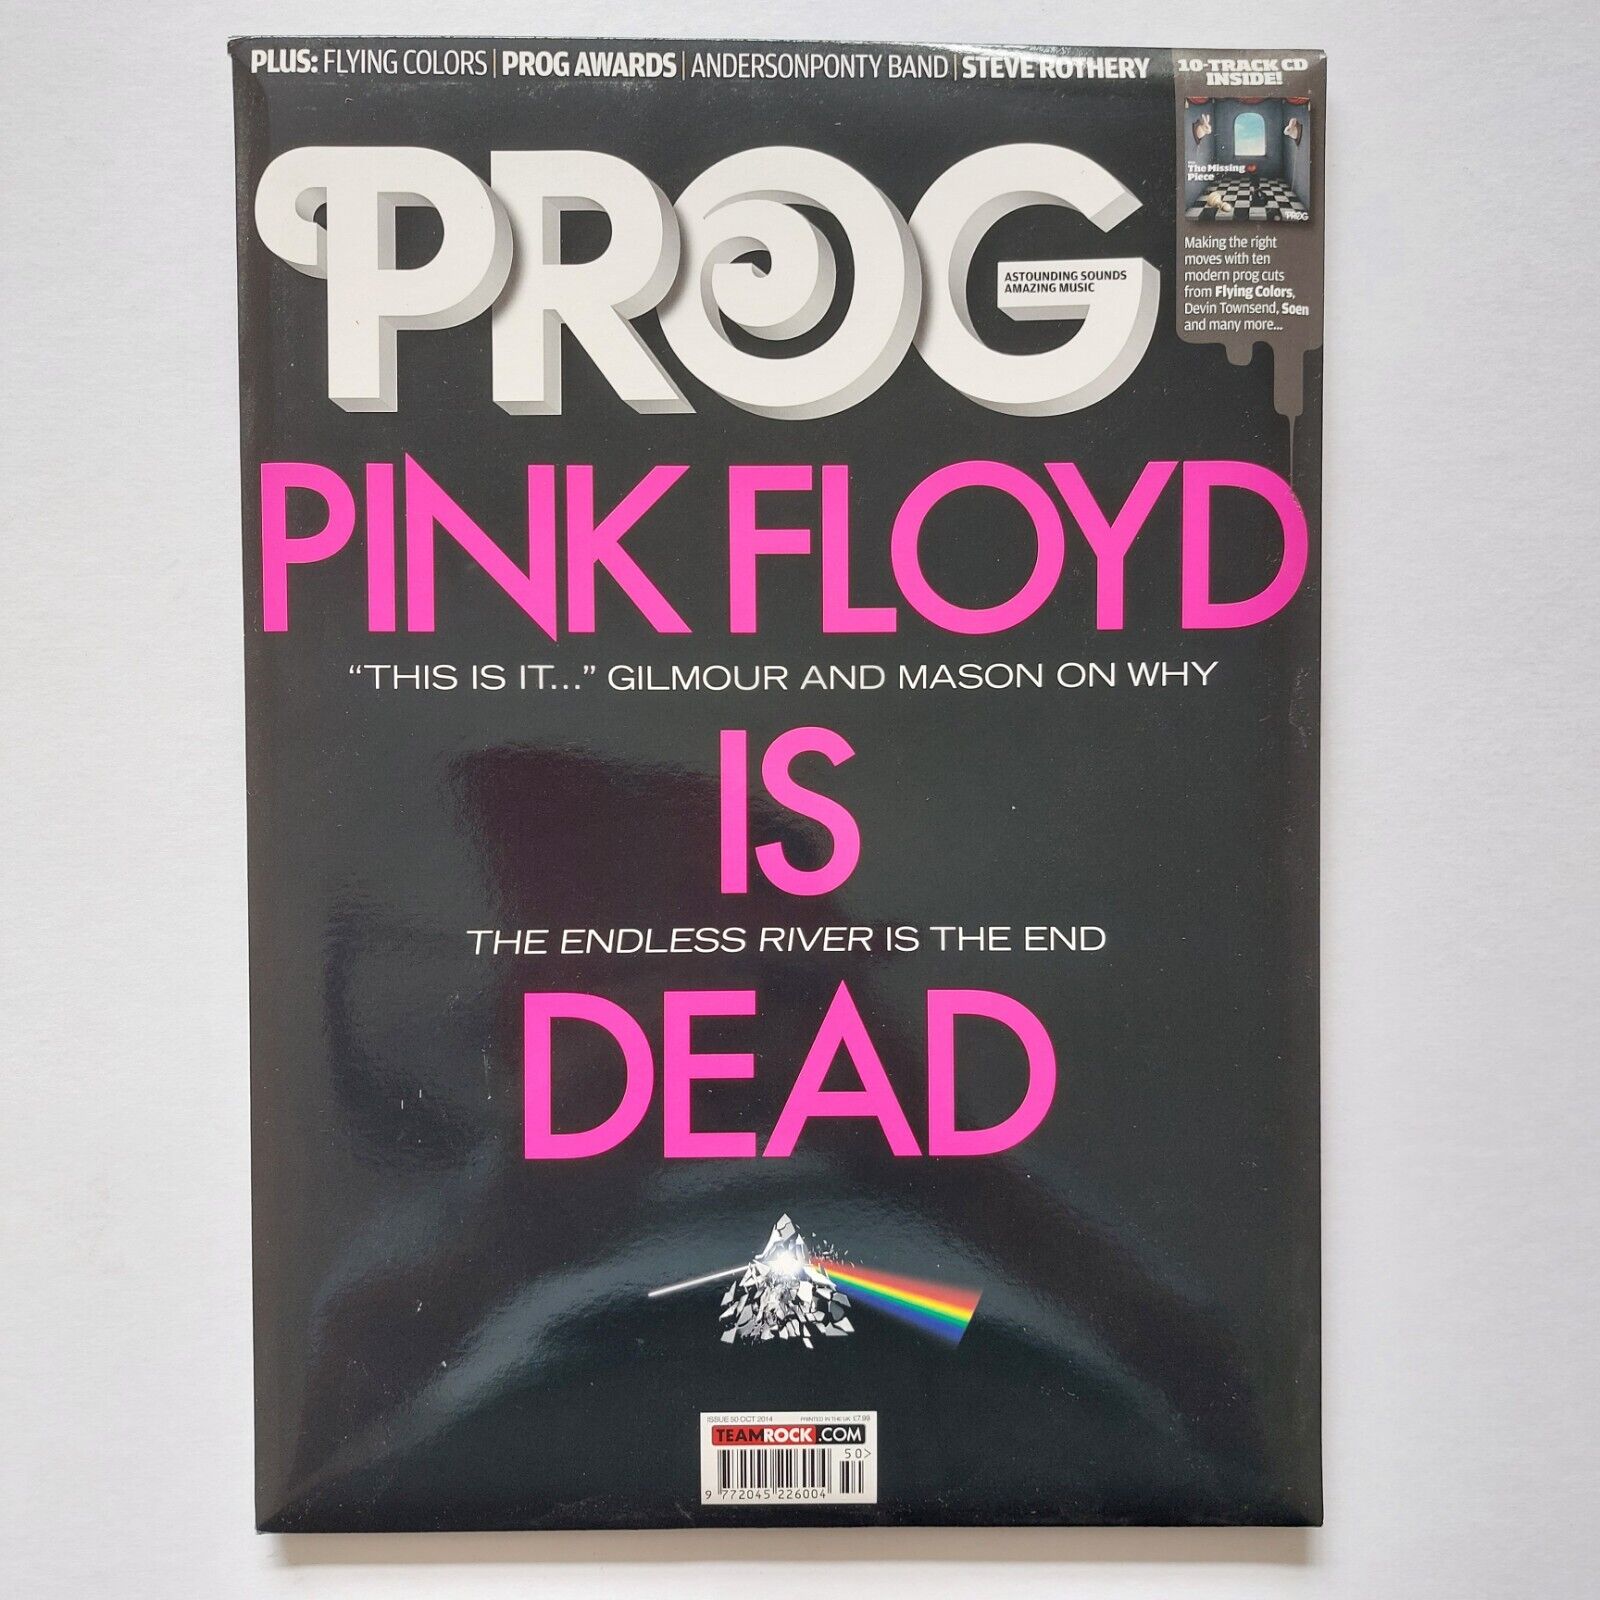 PLUS: FLYING COLORS | PROG AWARDS | ANDERSONPONTY BAND | STEVE ROTHERY
10-TRACK CD
INSIDE!
The Missing
Piece
PROG
Making the right
moves with ten
modern prog cuts
from Flying Colors,
Devin Townsend, Soen
and many more...
PROG
ASTOUNDING SOUNDS
AMAZING MUSIC
PINK FLOYD
“THIS IS IT...” GILMOUR AND MASON ON WHY
IS
THE ENDLESS RIVER IS THE END
DEAD
ISSUE 50 OCT 2014 PRINTED IN THE UK £7.99
TEAMROCK.COM
50>
9 772045 226004